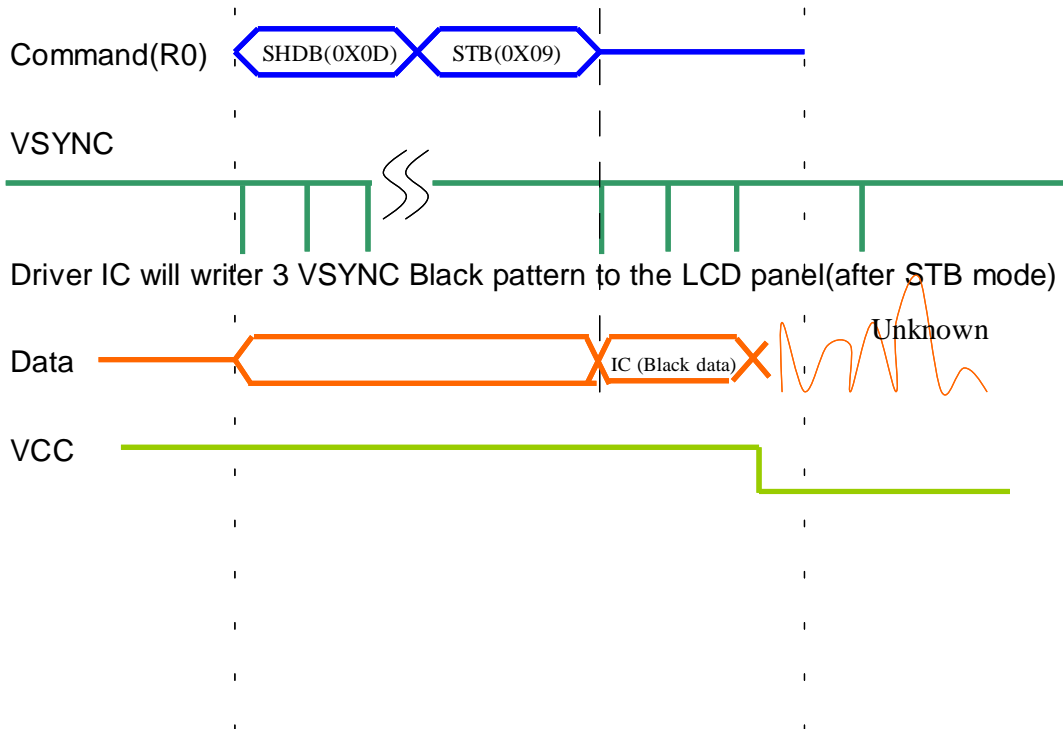 Command(R0)
SHDB(0X0D)
STB(0X09)
VSYNC
Driver IC will writer 3 VSYNC Black pattern to the LCD panel(after STB mode)
Unknown
Data
IC (Black data)
VCC